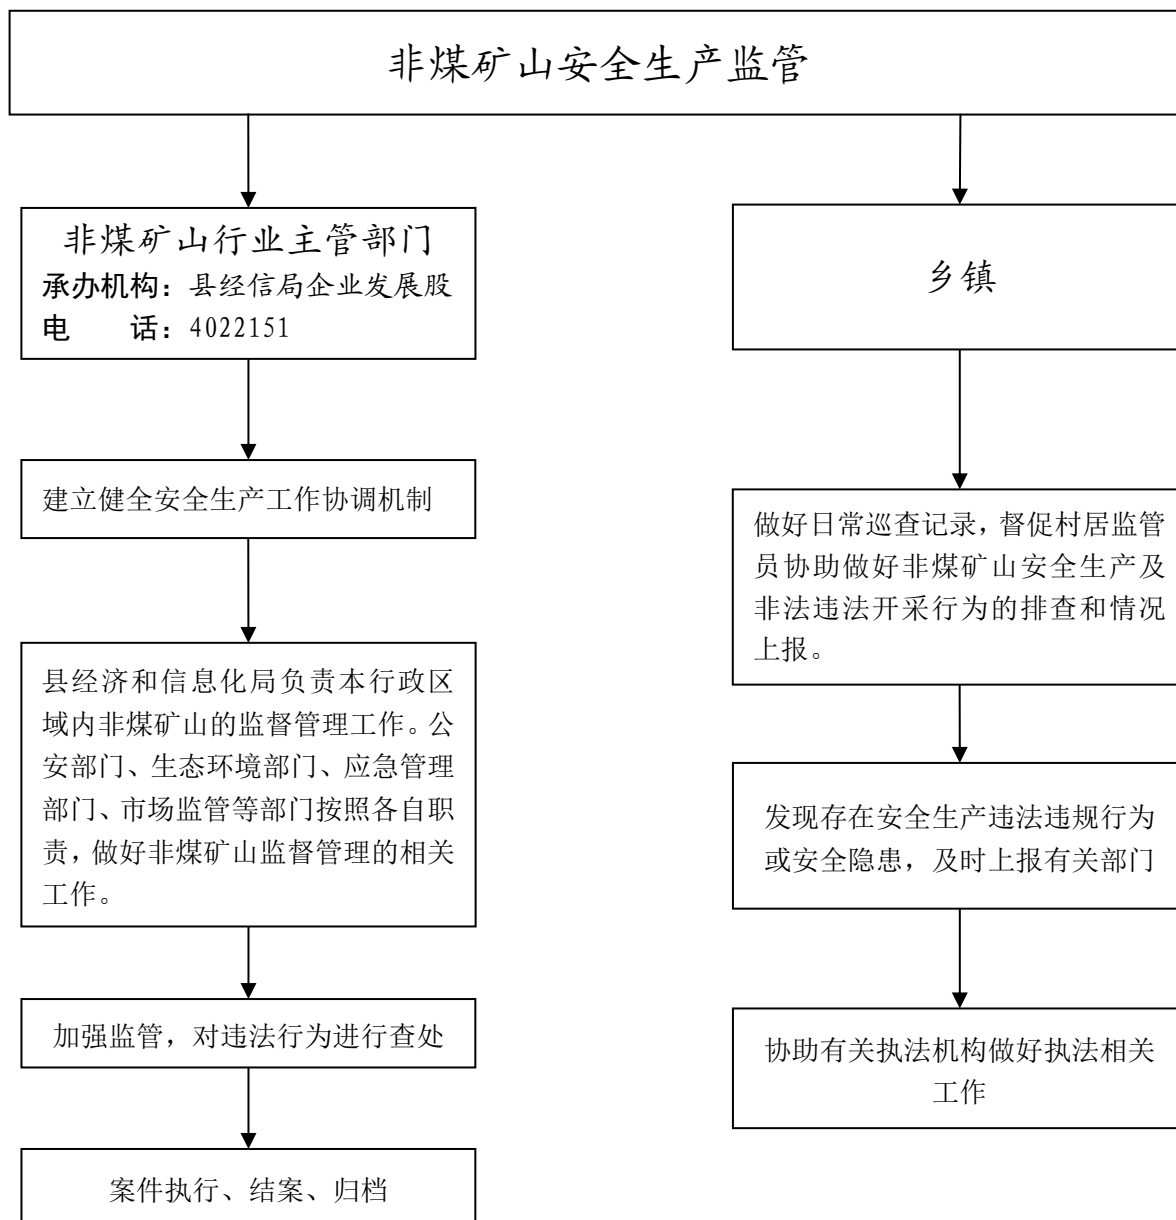 非煤矿山安全生产监管
非煤矿山行业主管部门
承办机构：县经信局企业发展股
电　　话：4022151
建立健全安全生产工作协调机制
县经济和信息化局负责本行政区
域内非煤矿山的监督管理工作。公
安部门、生态环境部门、应急管理
部门、市场监管等部门按照各自职
责，做好非煤矿山监督管理的相关
工作。
加强监管，对违法行为进行查处
案件执行、结案、归档
乡镇
做好日常巡查记录，督促村居监管
员协助做好非煤矿山安全生产及
非法违法开采行为的排查和情况
上报。
发现存在安全生产违法违规行为
或安全隐患，及时上报有关部门
协助有关执法机构做好执法相关
工作